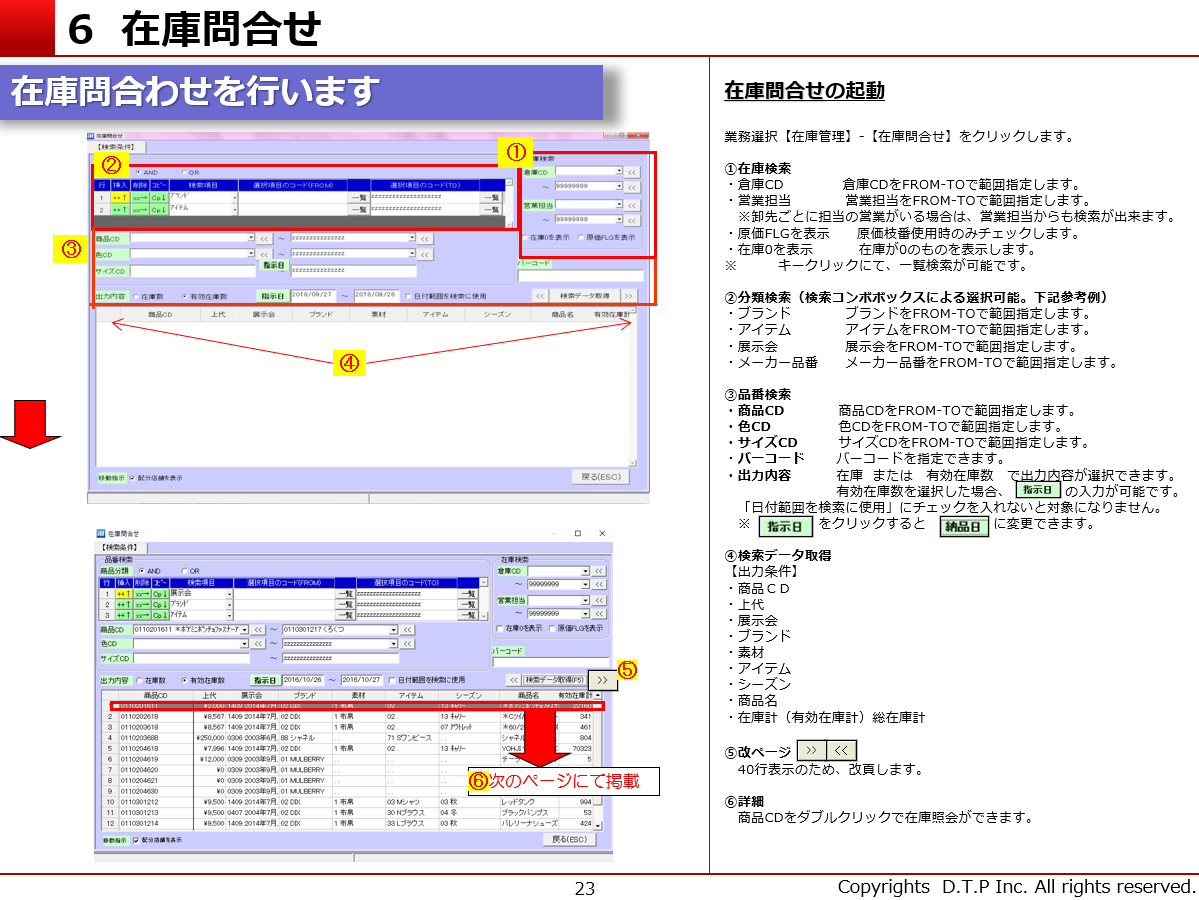 6 在庫問合せ
在庫問合わせを行います
在庫問合せ
【検索条件】
①
②
在庫検索
AND OR
倉庫CD <<
行 挿入 削除 コピー 検索項目 選択項目のコード(FROM) 選択項目のコード(TO)
～ 99999999 <<
1 ブランド 一覧 zzzzzzzzzzzzzzz 一覧
2 アイテム 一覧 zzzzzzzzzzzzzzz 一覧
営業担当 <<
～ 99999999 <<
③
商品CD << ～ zzzzzzzzzzzzzzz <<
在庫0を表示 原価FLGを表示
色CD << ～ zzzzzzzzzzzzzzz <<
サイズCD 指示日 zzzzzzzzzzzzzzz
バーコード
出力内容 在庫数 有効在庫数 指示日 2018/09/27 ～ 2018/09/28 日付範囲を検索に使用 << 検索データ取得 >>
商品CD 上代 展示会 ブランド 素材 アイテム シーズン 商品名 有効在庫計
④
移動指示 配分店舗を表示 戻る(ESC)
在庫問合せ
【検索条件】
品番検索 在庫検索
商品分類 AND OR 倉庫CD <<
行 挿入 削除 コピー 検索項目 選択項目のコード(FROM) 選択項目のコード(TO) ～ 99999999 <<
1 展示会 一覧 zzzzzzzzzzzzzzzzzzzz 一覧
2 ブランド 一覧 zzzzzzzzzzzzzzzzzzzz 一覧 営業担当 <<
3 アイテム 一覧 zzzzzzzzzzzzzzzzzzzz 一覧 ～ 99999999 <<
商品CD 0110201611 << ～ 0110301217 くろくつ << 在庫0を表示 原価FLGを表示
色CD << ～ zzzzzzzzzzzzzzz <<
サイズCD ～ zzzzzzzzzzzzzzz バーコード
出力内容 在庫数 有効在庫数 指示日 2016/10/26 ～ 2016/10/27 日付範囲を検索に使用 << 検索データ取得(F5) >>
⑤
商品CD 上代 展示会 ブランド 素材 アイテム シーズン 商品名 有効在庫計
2 0110202618 ¥8,567 1409 2014年7月, 02 DIX 1 布帛 02 . 13 ｷｬﾘｰ 341
3 0110203618 ¥8,567 1409 2014年7月, 02 DIX 1 布帛 02 . 07 ｱｳﾄﾚｯﾄ 461
4 0110203688 ¥250,000 0306 2003年6月, 88 シャネル . . 71 Sワンピース . . 804
5 0110204618 ¥7,996 1409 2014年7月, 02 DIX 1 布帛 02 . 13 ｷｬﾘｰ 70323
6 0110204619 ¥12,000 0309 2003年9月, 01 MULBERRY
7 0110204620 ¥0 0309 2003年9月, 01 MULBERRY
8 0110204621 ¥0 0309 2003年9月, 01 MULBERRY
9 0110204630 ¥0 0309 2003年9月, 01 MULBERRY
10 0110301212 ¥9,500 1409 2014年7月, 02 DIX 1 布帛 03 Mシャツ 03 秋 レッドタンク 994
11 0110301213 ¥9,500 0407 2004年7月, 02 DIX 1 布帛 30 Nブラウス 04 冬 ブラックパンプス 53
12 0110301214 ¥9,500 1409 2014年7月, 02 DIX 1 布帛 33 Lブラウス 03 秋 バレリーナシューズ 424
⑥次のページにて掲載
移動指示 配分店舗を表示 戻る(ESC)
在庫問合せの起動
業務選択【在庫管理】-【在庫問合せ】をクリックします。
①在庫検索
・倉庫CD 倉庫CDをFROM-TOで範囲指定します。
・営業担当 営業担当をFROM-TOで範囲指定します。
※卸先ごとに担当の営業がいる場合は、営業担当からも検索が出来ます。
・原価FLGを表示 原価枝番使用時のみチェックします。
・在庫0を表示 在庫が0のものを表示します。
※ キークリックにて、一覧検索が可能です。
②分類検索（検索コンボボックスによる選択可能。下記参考例）
・ブランド ブランドをFROM-TOで範囲指定します。
・アイテム アイテムをFROM-TOで範囲指定します。
・展示会 展示会をFROM-TOで範囲指定します。
・メーカー品番 メーカー品番をFROM-TOで範囲指定します。
③品番検索
・商品CD 商品CDをFROM-TOで範囲指定します。
・色CD 色CDをFROM-TOで範囲指定します。
・サイズCD サイズCDをFROM-TOで範囲指定します。
・バーコード バーコードを指定できます。
・出力内容 在庫 または 有効在庫数 で出力内容が選択できます。
有効在庫数を選択した場合、 指示日 の入力が可能です。
「日付範囲を検索に使用」にチェックを入れないと対象になりません。
※ 指示日 をクリックすると 納品日 に変更できます。
④検索データ取得
【出力条件】
・商品ＣＤ
・上代
・展示会
・ブランド
・素材
・アイテム
・シーズン
・商品名
・在庫計（有効在庫計）総在庫計
⑤改ページ >> <<
40行表示のため、改頁します。
⑥詳細
商品CDをダブルクリックで在庫照会ができます。
23
Copyrights D.T.P Inc. All rights reserved.